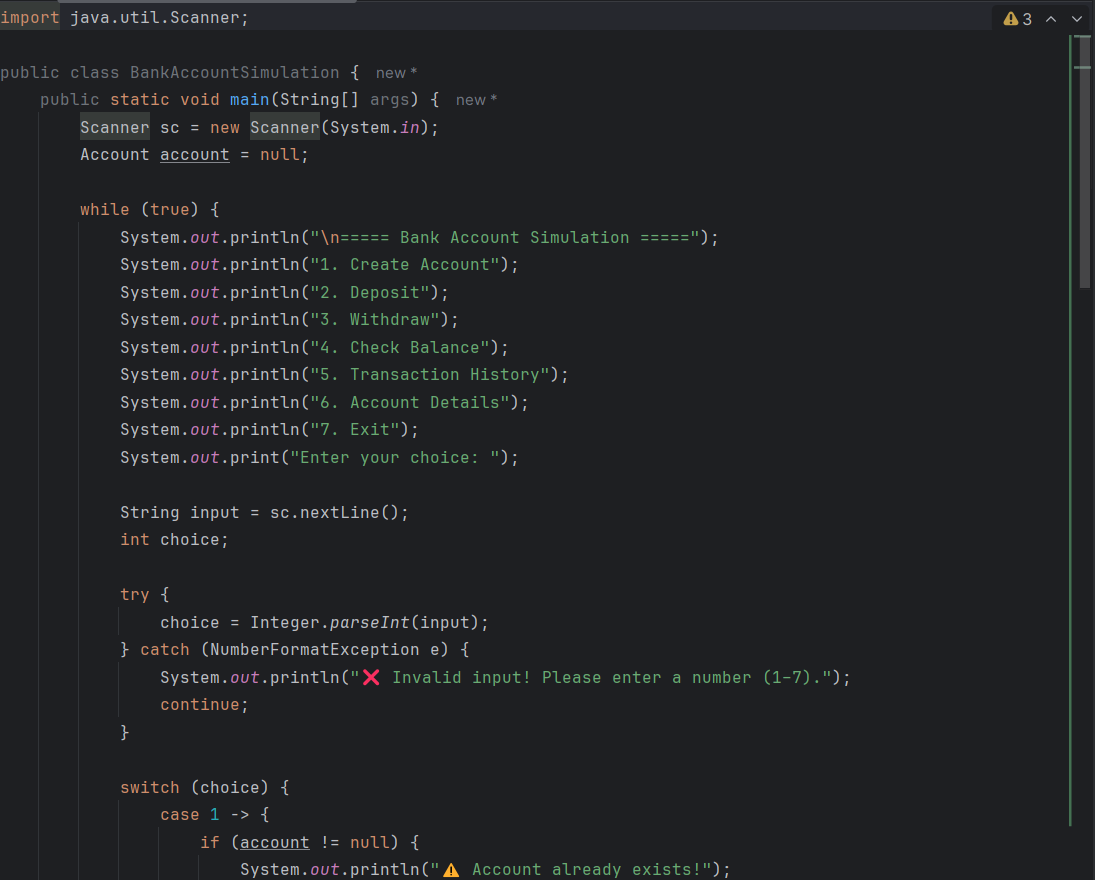 import java.util.Scanner;
⚠ 3
public class BankAccountSimulation { new *
public static void main(String[] args) { new *
Scanner sc = new Scanner(System.in);
Account account = null;
while (true) {
System.out.println("\n===== Bank Account Simulation =====");
System.out.println("1. Create Account");
System.out.println("2. Deposit");
System.out.println("3. Withdraw");
System.out.println("4. Check Balance");
System.out.println("5. Transaction History");
System.out.println("6. Account Details");
System.out.println("7. Exit");
System.out.print("Enter your choice: ");
String input = sc.nextLine();
int choice;
try {
choice = Integer.parseInt(input);
} catch (NumberFormatException e) {
System.out.println("❌ Invalid input! Please enter a number (1–7).");
continue;
}
switch (choice) {
case 1 -> {
if (account != null) {
System.out.println("⚠️ Account already exists!");